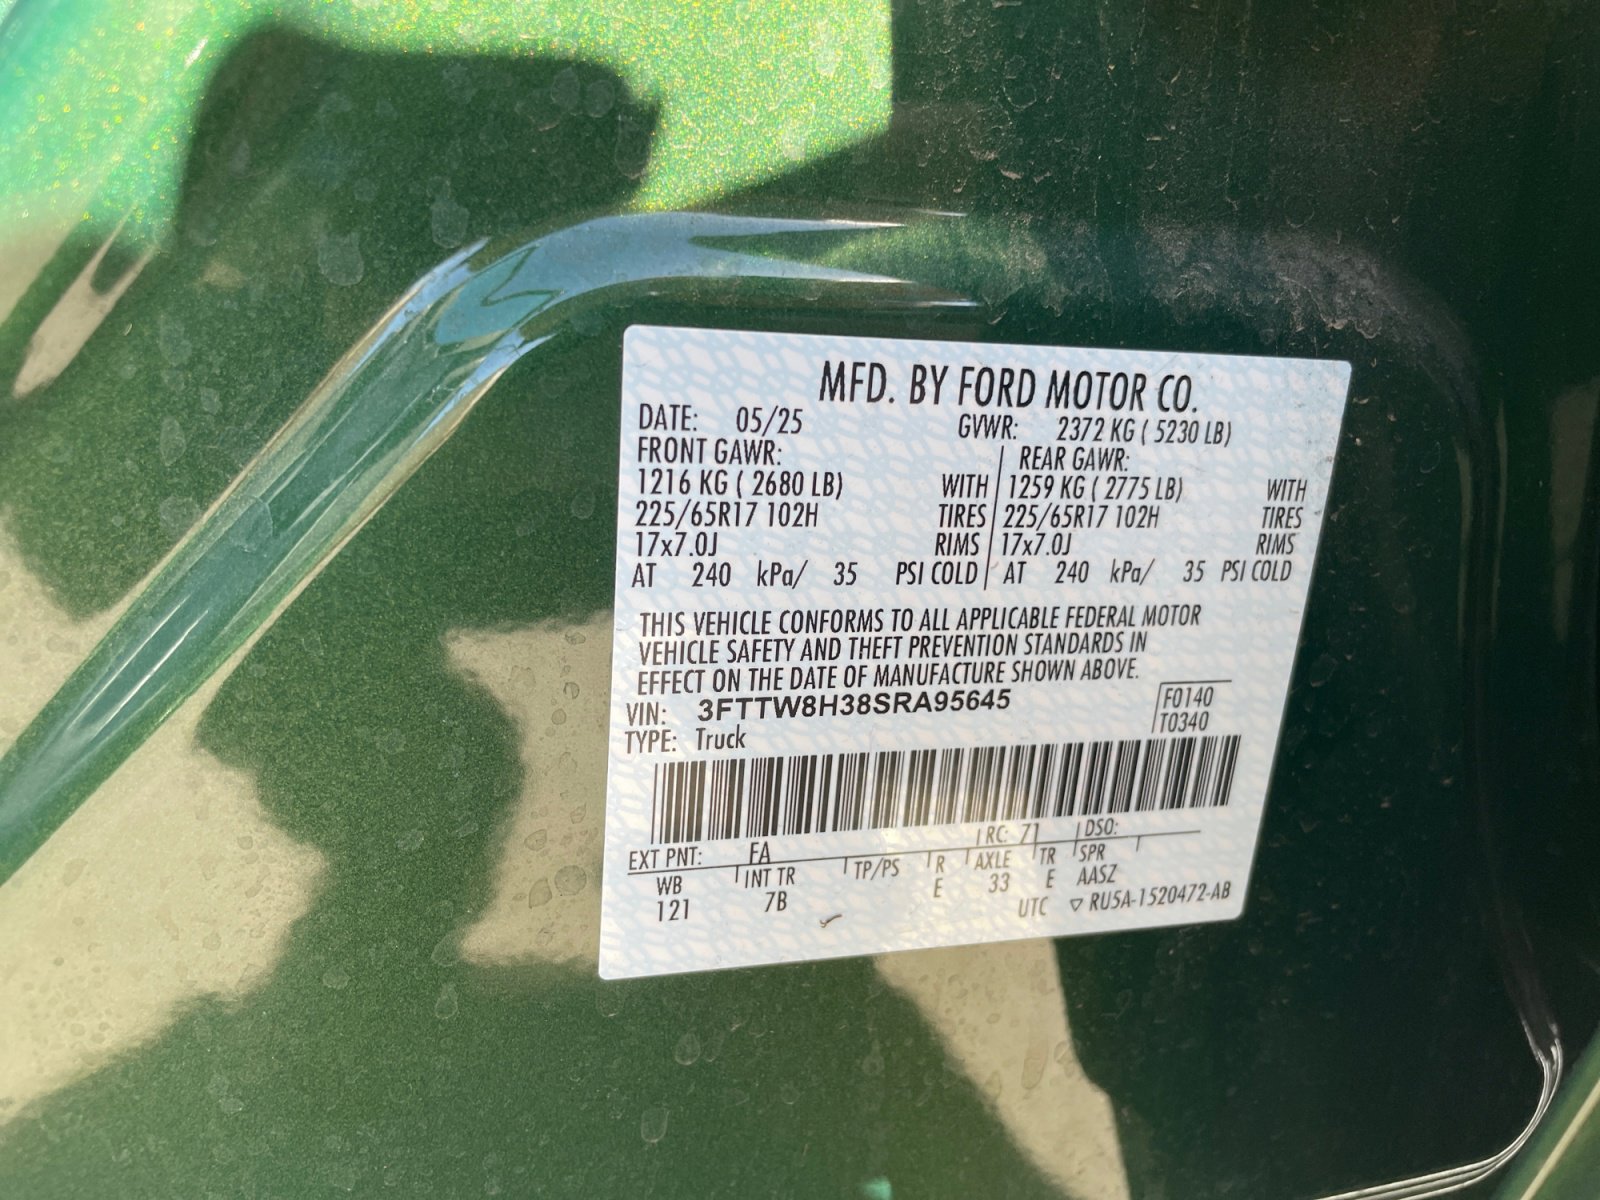 MFD. BY FORD MOTOR CO.
DATE: 05/25 GVWR: 2372 KG ( 5230 LB)
FRONT GAWR: REAR GAWR:
1216 KG ( 2680 LB) WITH 1259 KG ( 2775 LB) WITH
225/65R17 102H TIRES 225/65R17 102H TIRES
17x7.0J RIMS 17x7.0J RIMS
AT 240 kPa/ 35 PSI COLD AT 240 kPa/ 35 PSI COLD
THIS VEHICLE CONFORMS TO ALL APPLICABLE FEDERAL MOTOR
VEHICLE SAFETY AND THEFT PREVENTION STANDARDS IN
EFFECT ON THE DATE OF MANUFACTURE SHOWN ABOVE.
VIN: 3FTTW8H38SRA95645 F0140
TYPE: Truck T0340
EXT PNT: FA RC: 71 DSO:
WB INT TR TP/PS R AXLE TR SPR
121 7B E 33 E AASZ
UTC ▽ RU5A-1520472-AB